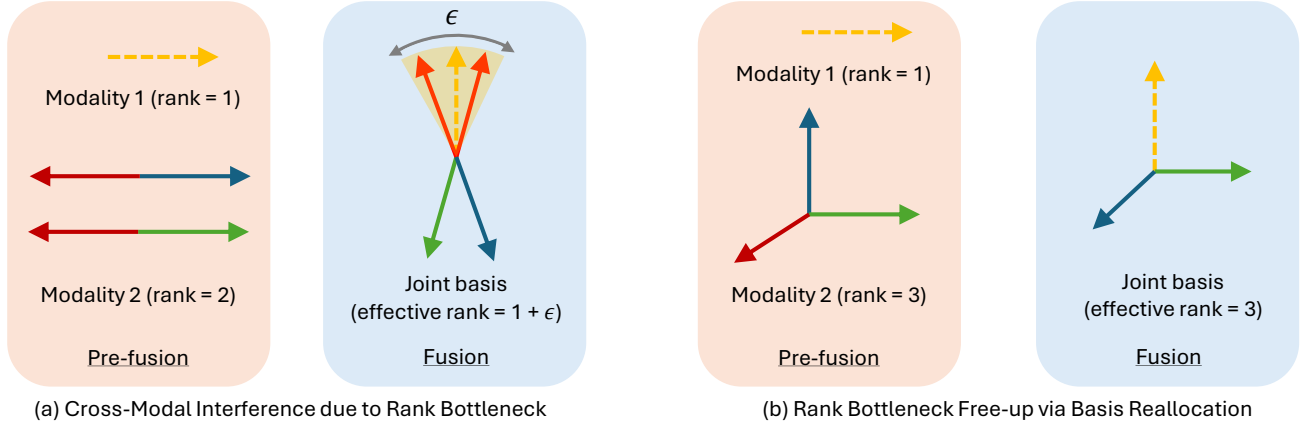 Modality 1 (rank = 1)
Modality 2 (rank = 2)
Pre-fusion
ϵ
Joint basis
(effective rank = 1 + ϵ)
Fusion
(a) Cross-Modal Interference due to Rank Bottleneck
Modality 1 (rank = 1)
Modality 2 (rank = 3)
Pre-fusion
Joint basis
(effective rank = 3)
Fusion
(b) Rank Bottleneck Free-up via Basis Reallocation